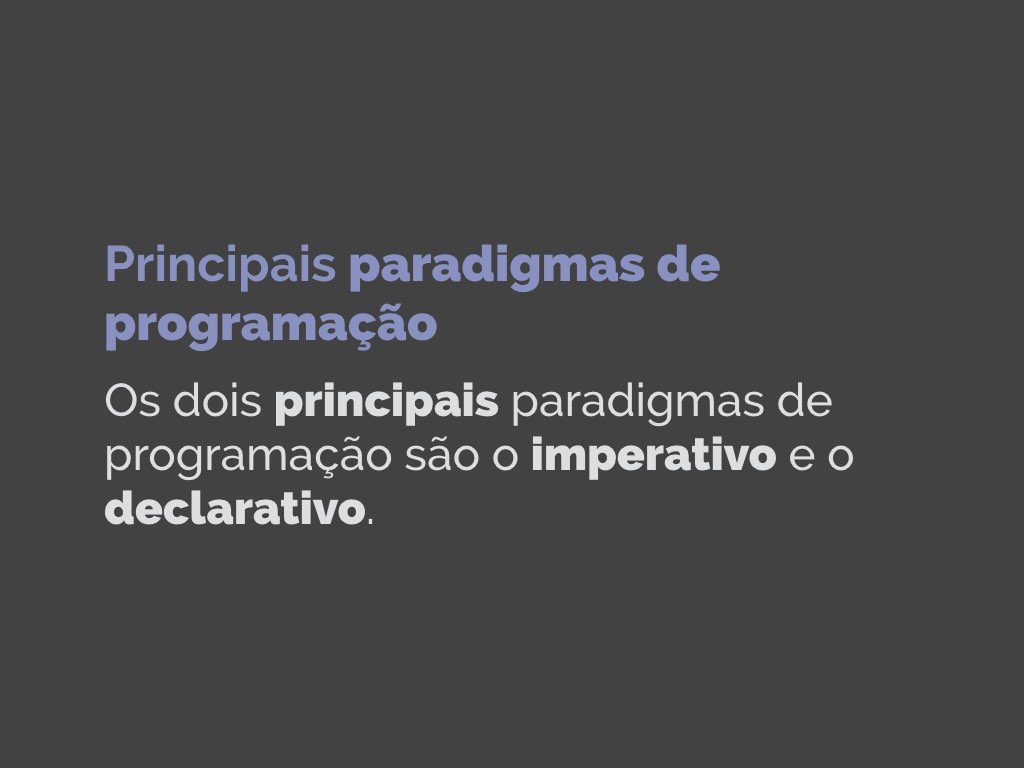 Principais paradigmas de
programação
Os dois principais paradigmas de
programação são o imperativo e o
declarativo.